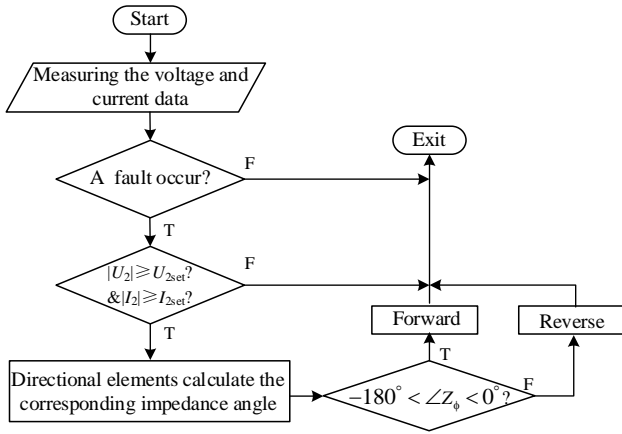 Start
Measuring the voltage and
current data
Exit
A fault occur?
F
T
|U₂|≥U₂set?
&|I₂|≥I₂set?
F
T
Forward
Reverse
Directional elements calculate the
corresponding impedance angle
−180° < ∠Z_ϕ < 0° ?
T
F